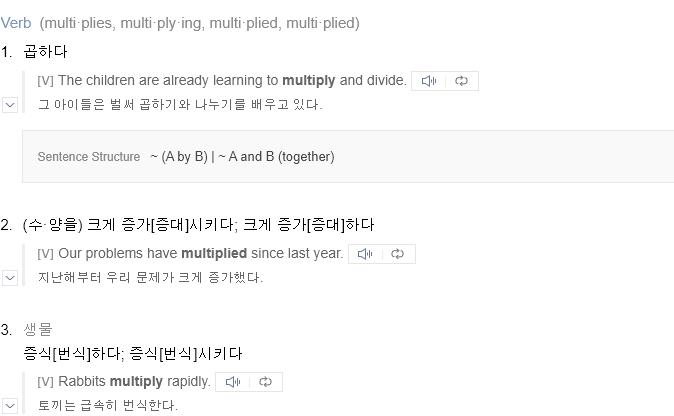 Verb (multi·plies, multi·ply·ing, multi·plied, multi·plied)
1. 곱하다
[V] The children are already learning to multiply and divide.
그 아이들은 벌써 곱하기와 나누기를 배우고 있다.
Sentence Structure ~ (A by B) | ~ A and B (together)
2. (수·양을) 크게 증가[증대]시키다; 크게 증가[증대]하다
[V] Our problems have multiplied since last year.
지난해부터 우리 문제가 크게 증가했다.
3. 생물
증식[번식]하다; 증식[번식]시키다
[V] Rabbits multiply rapidly.
토끼는 급속히 번식한다.